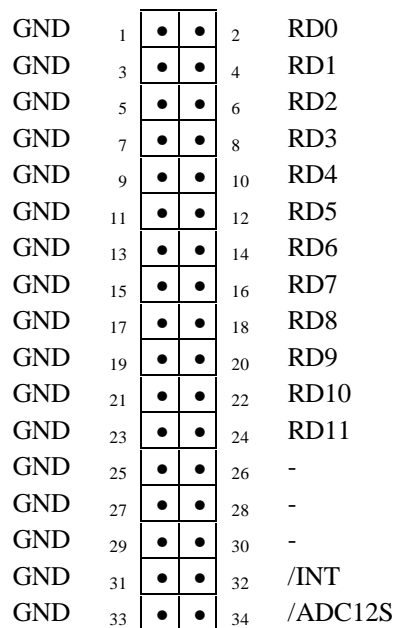 GND 1 2 RD0
GND 3 4 RD1
GND 5 6 RD2
GND 7 8 RD3
GND 9 10 RD4
GND 11 12 RD5
GND 13 14 RD6
GND 15 16 RD7
GND 17 18 RD8
GND 19 20 RD9
GND 21 22 RD10
GND 23 24 RD11
GND 25 26 -
GND 27 28 -
GND 29 30 -
GND 31 32 /INT
GND 33 34 /ADC12S